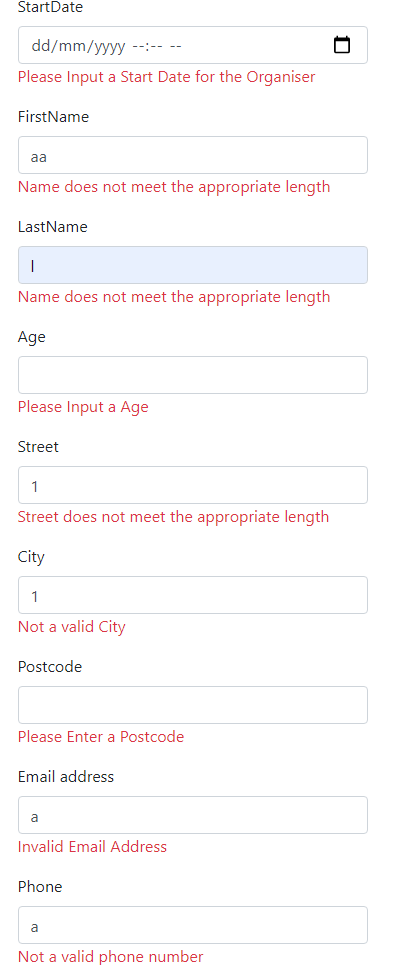 StartDate
dd/mm/yyyy --:-- --
Please Input a Start Date for the Organiser
FirstName
aa
Name does not meet the appropriate length
LastName
l
Name does not meet the appropriate length
Age
Please Input a Age
Street
1
Street does not meet the appropriate length
City
1
Not a valid City
Postcode
Please Enter a Postcode
Email address
a
Invalid Email Address
Phone
a
Not a valid phone number